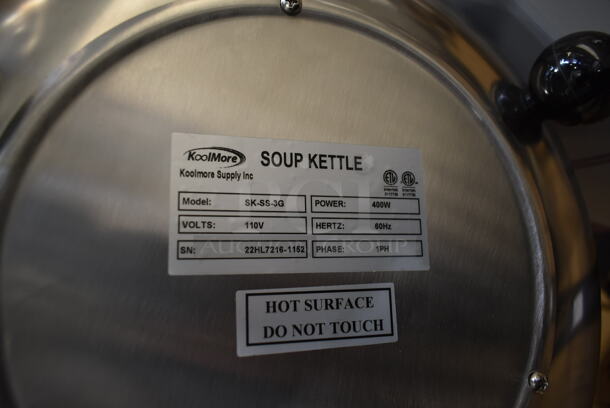 KoolMore
SOUP KETTLE
Koolmore Supply Inc
Model: SK-SS-3G POWER: 400W
VOLTS: 110V HERTZ: 60Hz
SN: 22HL7216-1152 PHASE: 1PH
HOT SURFACE
DO NOT TOUCH